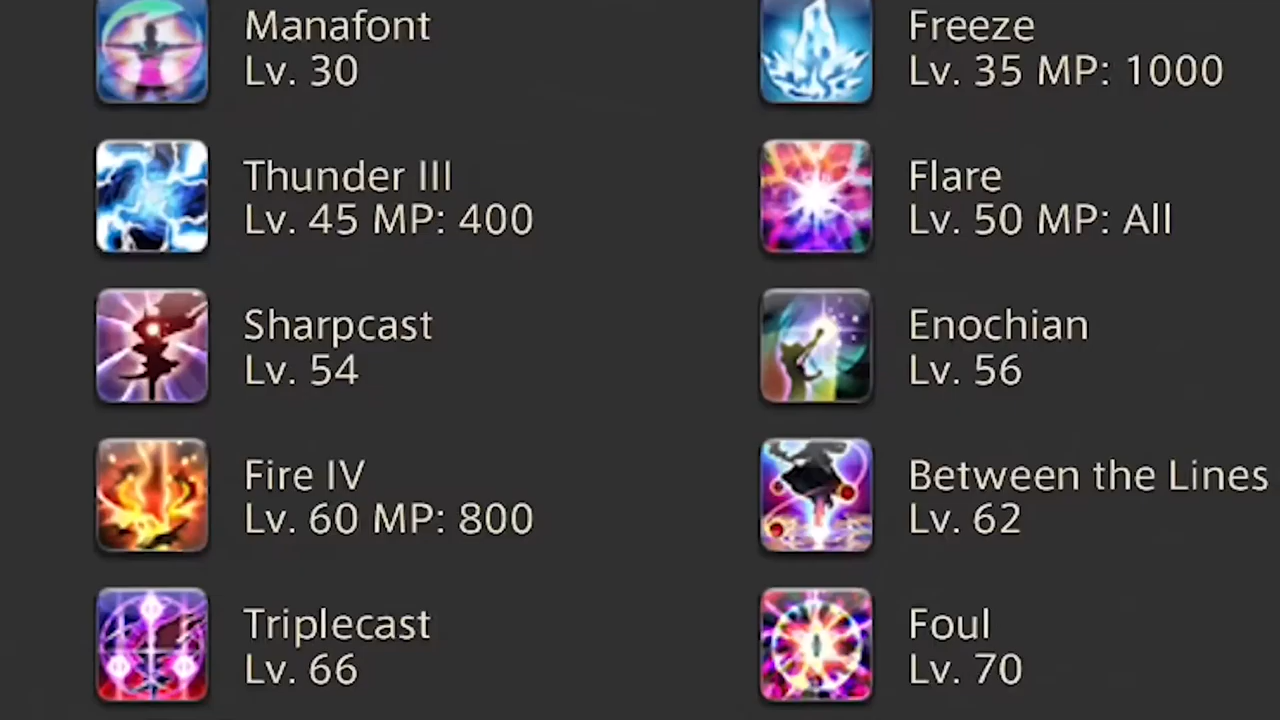 Manafont
Lv. 30
Freeze
Lv. 35 MP: 1000
Thunder III
Lv. 45 MP: 400
Flare
Lv. 50 MP: All
Sharpcast
Lv. 54
Enochian
Lv. 56
Fire IV
Lv. 60 MP: 800
Between the Lines
Lv. 62
Triplecast
Lv. 66
Foul
Lv. 70